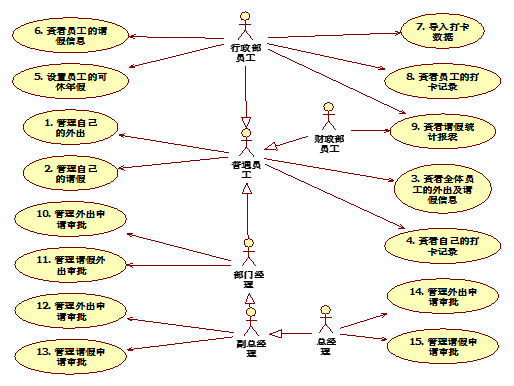 6. 查看员工的请
假信息
5. 设置员工的可
休年假
行政部
员工
7. 导入打卡
数据
8. 查看员工的打
卡记录
9. 查看请假统
计报表
1. 管理自己
的外出
2. 管理自己
的请假
普通员
工
财政部
员工
3. 查看全体员
工的外出及请
假信息
4. 查看自己的打
卡记录
10. 管理外出申
请审批
11. 管理请假外
出审批
部门经
理
12. 管理外出申
请审批
13. 管理请假申
请审批
副总经
理
总经
理
14. 管理外出申
请审批
15. 管理请假申
请审批